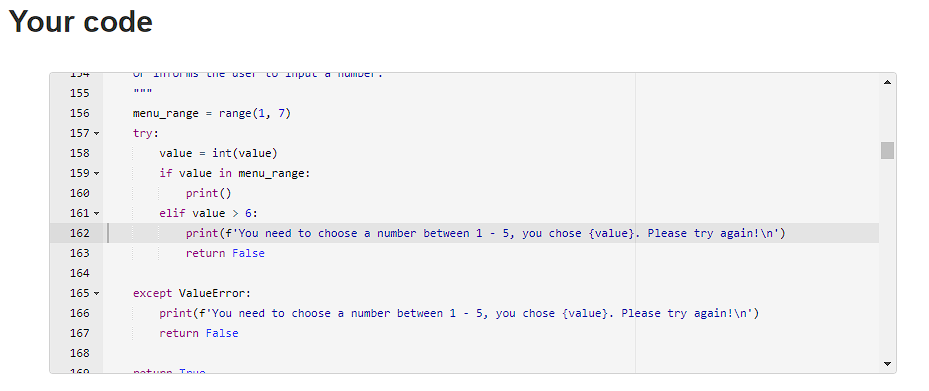 Your code
154 or informs the user to input a number.
155 """
156 menu_range = range(1, 7)
157 try:
158 value = int(value)
159 if value in menu_range:
160 print()
161 elif value > 6:
162 print(f'You need to choose a number between 1 - 5, you chose {value}. Please try again!\n')
163 return False
164
165 except ValueError:
166 print(f'You need to choose a number between 1 - 5, you chose {value}. Please try again!\n')
167 return False
168
169 return True